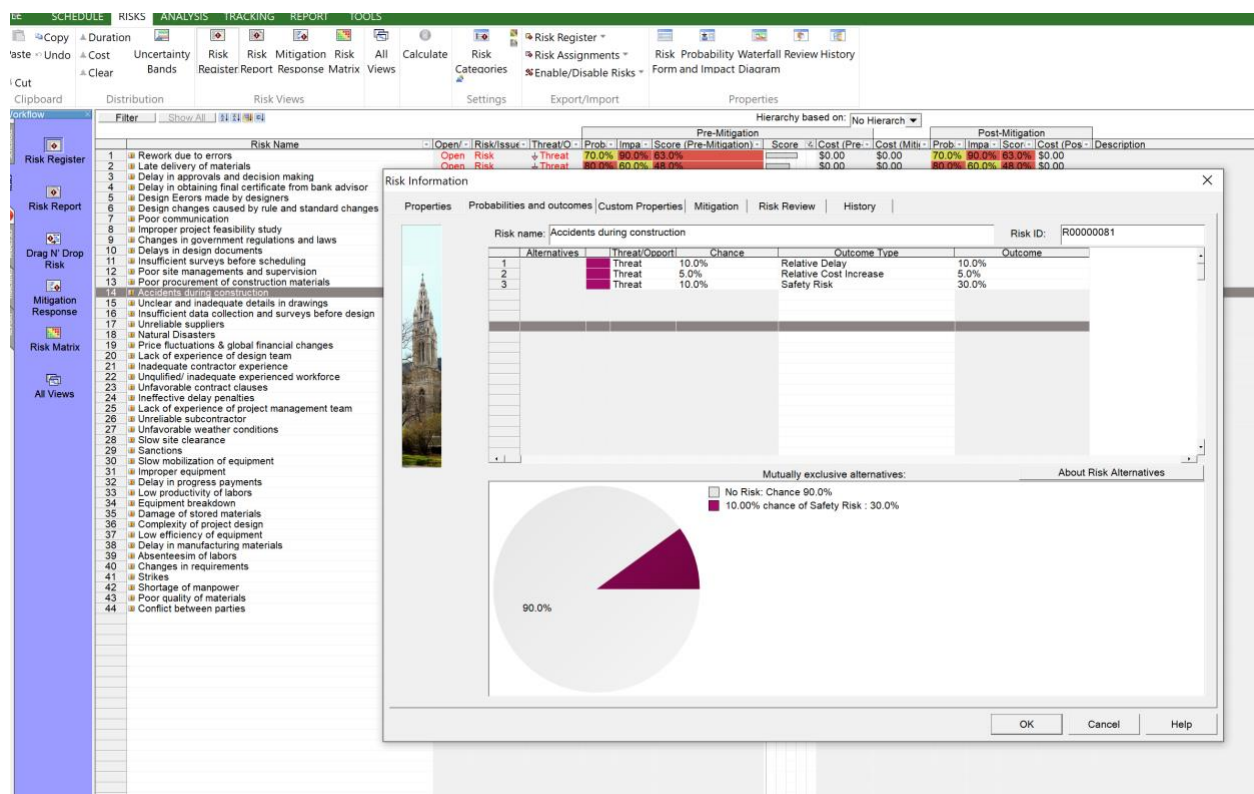 SCHEDULE RISKS ANALYSIS TRACKING REPORT TOOLS
Copy Duration
Undo Cost Uncertainty Risk Risk Mitigation Risk All Calculate Risk Risk Register Risk Probability Waterfall Review History
Clear Bands Register Report Response Matrix Views Categories Risk Assignments Form and Impact Diagram
Cut Enable/Disable Risks
Clipboard Distribution Risk Views Settings Export/Import Properties
Filter Show All Hierarchy based on: No Hierarch
Pre-Mitigation Post-Mitigation
Risk Name Open/ Risk/Issue Threat/O Prob Impa Score (Pre-Mitigation) Score Cost (Pre Cost (Miti Prob Impa Scor Cost (Pos Description
1 Rework due to errors Open Risk Threat 70.0% 90.0% 63.0% $0.00 $0.00 70.0% 90.0% 63.0% $0.00
2 Late delivery of materials Open Risk Threat 80.0% 60.0% 48.0% $0.00 $0.00 80.0% 60.0% 48.0% $0.00
3 Delay in approvals and decision making
4 Delay in obtaining final certificate from bank advisor
5 Design Eerors made by designers
6 Design changes caused by rule and standard changes
7 Poor communication
8 Improper project feasibility study
9 Changes in government regulations and laws
10 Delays in design documents
11 Insufficient surveys before scheduling
12 Poor site managements and supervision
13 Poor procurement of construction materials
14 Accidents during construction
15 Unclear and inadequate details in drawings
16 Insufficient data collection and surveys before design
17 Unreliable suppliers
18 Natural Disasters
19 Price fluctuations & global financial changes
20 Lack of experience of design team
21 Inadequate contractor experience
22 Unqulified/ inadequate experienced workforce
23 Unfavorable contract clauses
24 Ineffective delay penalties
25 Lack of experience of project management team
26 Unreliable subcontractor
27 Unfavorable weather conditions
28 Slow site clearance
29 Sanctions
30 Slow mobilization of equipment
31 Improper equipment
32 Delay in progress payments
33 Low productivity of labors
34 Equipment breakdown
35 Damage of stored materials
36 Complexity of project design
37 Low efficiency of equipment
38 Delay in manufacturing materials
39 Absenteesim of labors
40 Changes in requirements
41 Strikes
42 Shortage of manpower
43 Poor quality of materials
44 Conflict between parties
Risk Register
Risk Report
Drag N' Drop
Risk
Mitigation
Response
Risk Matrix
All Views
Risk Information
Properties Probabilities and outcomes Custom Properties Mitigation Risk Review History
Risk name: Accidents during construction Risk ID: R00000081
Alternatives Threat/Opport Chance Outcome Type Outcome
1 Threat 10.0% Relative Delay 10.0%
2 Threat 5.0% Relative Cost Increase 5.0%
3 Threat 10.0% Safety Risk 30.0%
Mutually exclusive alternatives: About Risk Alternatives
No Risk: Chance 90.0%
10.00% chance of Safety Risk : 30.0%
90.0%
OK Cancel Help